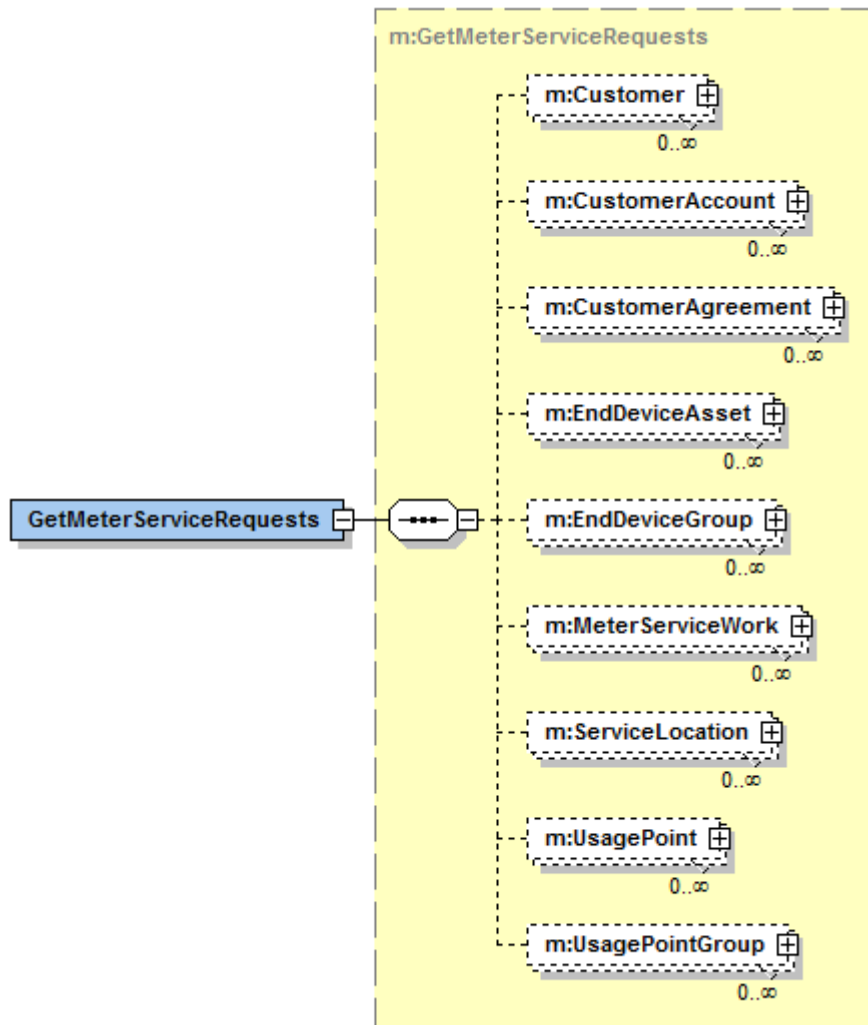 m:GetMeterServiceRequests
m:Customer
0..∞
m:CustomerAccount
0..∞
m:CustomerAgreement
0..∞
m:EndDeviceAsset
0..∞
GetMeterServiceRequests
m:EndDeviceGroup
0..∞
m:MeterServiceWork
0..∞
m:ServiceLocation
0..∞
m:UsagePoint
0..∞
m:UsagePointGroup
0..∞